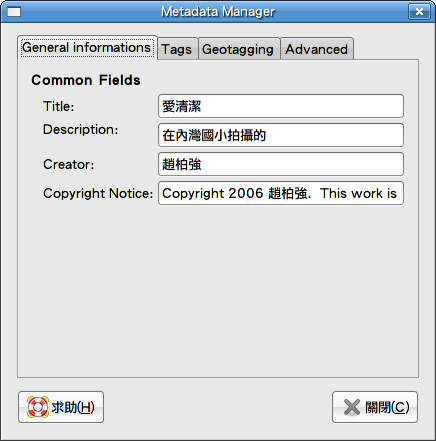 Metadata Manager
General informations Tags Geotagging Advanced
Common Fields
Title: 愛清潔
Description: 在內灣國小拍攝的
Creator: 趙柏強
Copyright Notice: Copyright 2006 趙柏強.  This work is
求助(H) 關閉(C)